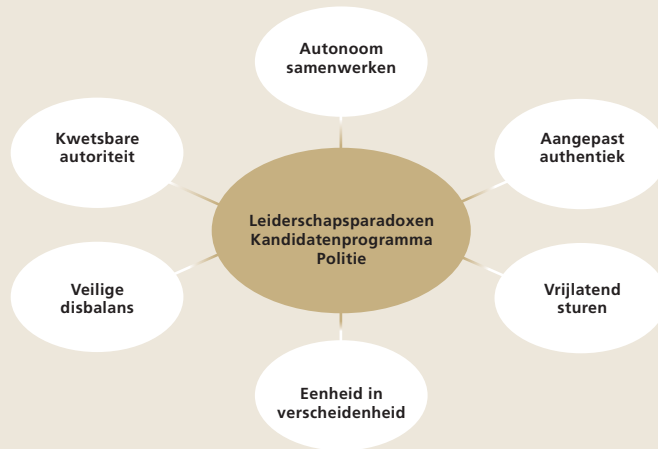 Autonoom
samenwerken
Kwetsbare
autoriteit
Aangepast
authentiek
Leiderschapsparadoxen
Kandidatenprogramma
Politie
Veilige
disbalans
Vrijlatend
sturen
Eenheid in
verscheidenheid